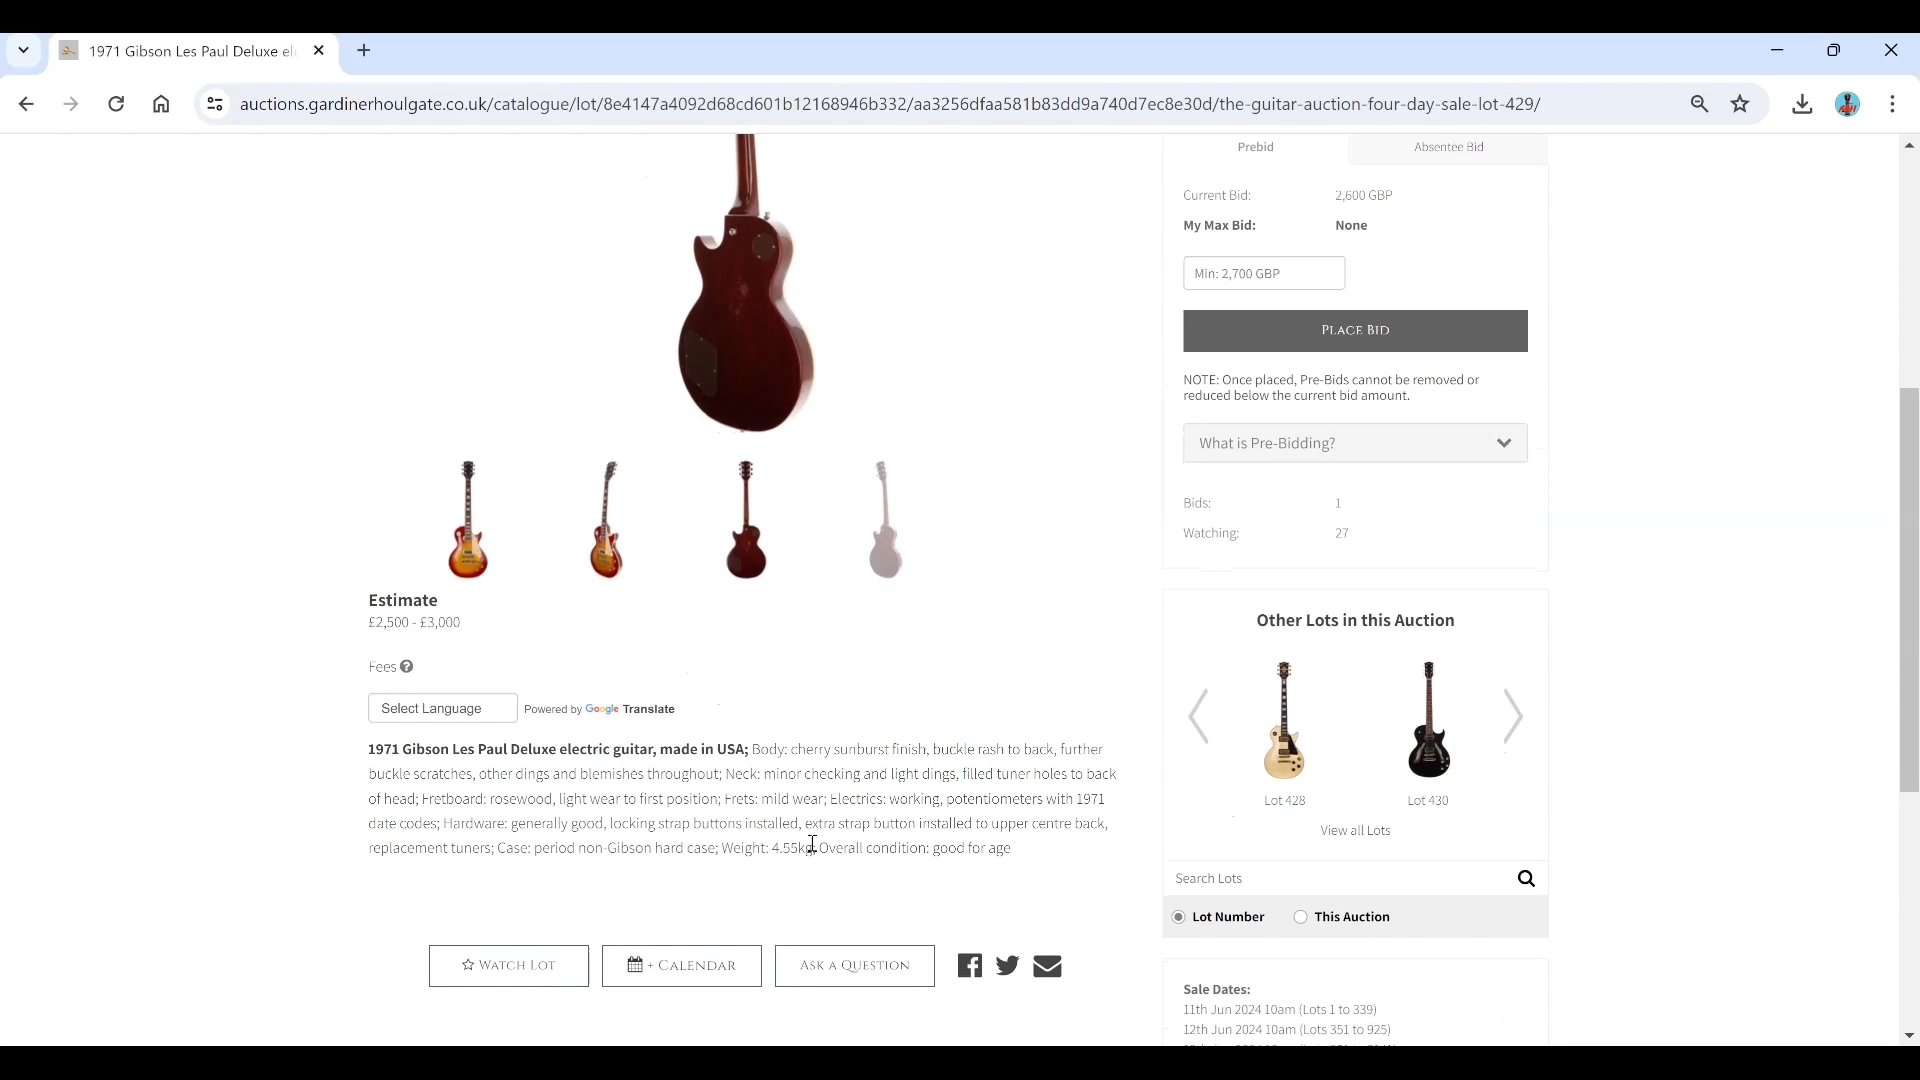 1971 Gibson Les Paul Deluxe el
auctions.gardinerhoulgate.co.uk/catalogue/lot/8e4147a4092d68cd601b12168946b332/aa3256dfaa581b83dd9a740d7ec8e30d/the-guitar-auction-four-day-sale-lot-429/
Prebid Absentee Bid
Current Bid: 2,600 GBP
My Max Bid: None
Min: 2,700 GBP
Place Bid
NOTE: Once placed, Pre-Bids cannot be removed or
reduced below the current bid amount.
What is Pre-Bidding?
Bids: 1
Watching: 27
Estimate
£2,500 - £3,000
Fees
Select Language Powered by Google Translate
1971 Gibson Les Paul Deluxe electric guitar, made in USA; Body: cherry sunburst finish, buckle rash to back, further
buckle scratches, other dings and blemishes throughout; Neck: minor checking and light dings, filled tuner holes to back
of head; Fretboard: rosewood, light wear to first position; Frets: mild wear; Electrics: working, potentiometers with 1971
date codes; Hardware: generally good, locking strap buttons installed, extra strap button installed to upper centre back,
replacement tuners; Case: period non-Gibson hard case; Weight: 4.55kg; Overall condition: good for age
Watch Lot + Calendar Ask a Question
Other Lots in this Auction
Lot 428 Lot 430
View all Lots
Search Lots
Lot Number This Auction
Sale Dates:
11th Jun 2024 10am (Lots 1 to 339)
12th Jun 2024 10am (Lots 351 to 925)